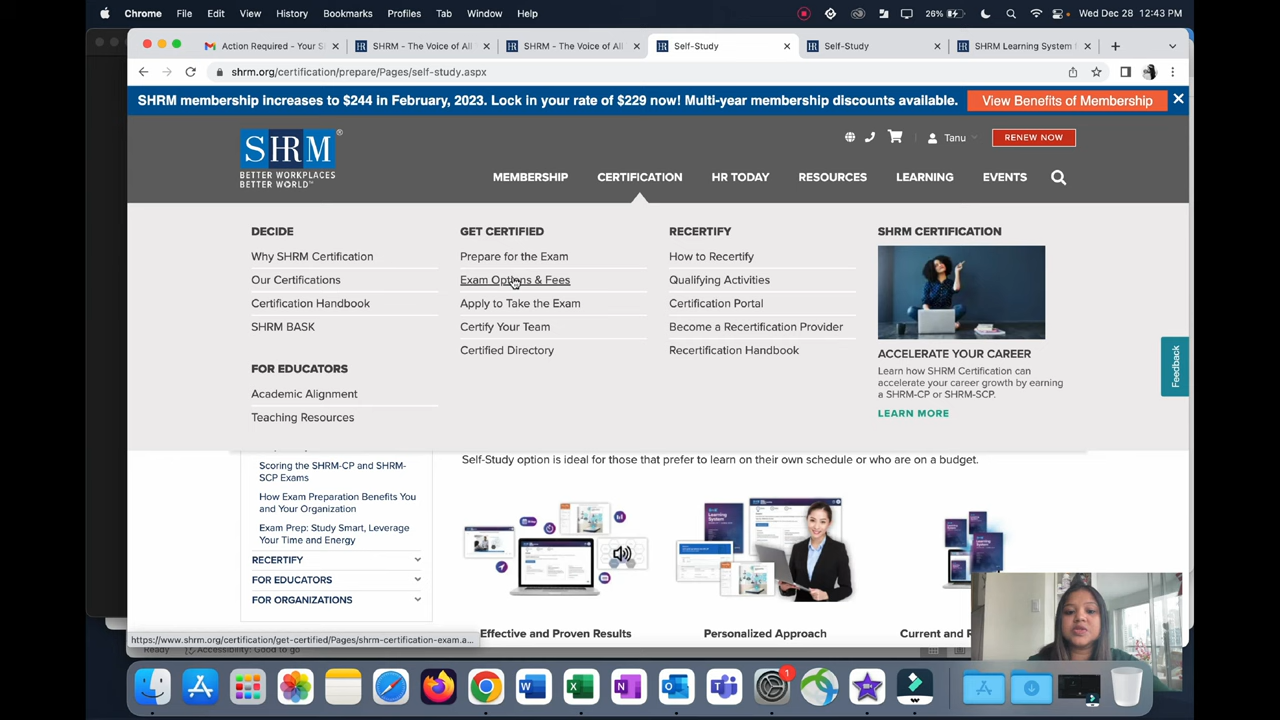 Chrome File Edit View History Bookmarks Profiles Tab Window Help 26% Wed Dec 28 12:43 PM
Action Required - Your S SHRM - The Voice of All SHRM - The Voice of All Self-Study Self-Study SHRM Learning System
shrm.org/certification/prepare/Pages/self-study.aspx
SHRM membership increases to $244 in February, 2023. Lock in your rate of $229 now! Multi-year membership discounts available. View Benefits of Membership
SHRM®
BETTER WORKPLACES
BETTER WORLD™
Tanu RENEW NOW
MEMBERSHIP CERTIFICATION HR TODAY RESOURCES LEARNING EVENTS
DECIDE
Why SHRM Certification
Our Certifications
Certification Handbook
SHRM BASK
FOR EDUCATORS
Academic Alignment
Teaching Resources
GET CERTIFIED
Prepare for the Exam
Exam Options & Fees
Apply to Take the Exam
Certify Your Team
Certified Directory
RECERTIFY
How to Recertify
Qualifying Activities
Certification Portal
Become a Recertification Provider
Recertification Handbook
SHRM CERTIFICATION
ACCELERATE YOUR CAREER
Learn how SHRM Certification can
accelerate your career growth by earning
a SHRM-CP or SHRM-SCP.
LEARN MORE
Feedback
Scoring the SHRM-CP and SHRM-
SCP Exams
How Exam Preparation Benefits You
and Your Organization
Exam Prep: Study Smart, Leverage
Your Time and Energy
RECERTIFY
FOR EDUCATORS
FOR ORGANIZATIONS
Self-Study option is ideal for those that prefer to learn on their own schedule or who are on a budget.
Effective and Proven Results Personalized Approach Current and R
https://www.shrm.org/certification/get-certified/Pages/shrm-certification-exam.a...
Ready Accessibility: Good to go
1